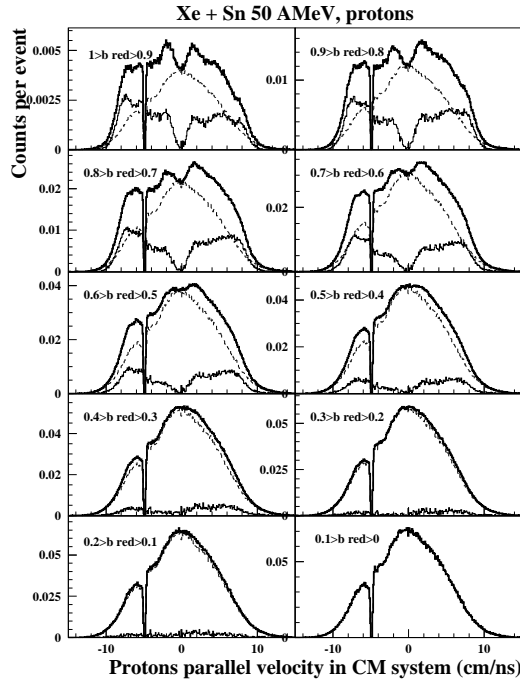 Xe + Sn 50 AMeV, protons
Counts per event
0.005
0.0025
0
1>b red>0.9
0.01
0
0.9>b red>0.8
0.02
0.01
0
0.8>b red>0.7
0.02
0
0.7>b red>0.6
0.04
0.02
0
0.6>b red>0.5
0.04
0.02
0
0.5>b red>0.4
0.04
0.02
0
0.4>b red>0.3
0.05
0.025
0
0.3>b red>0.2
0.05
0.025
0
0.2>b red>0.1
0.05
0
0.1>b red>0
-10 0 10
-10 0 10
Protons parallel velocity in CM system (cm/ns)